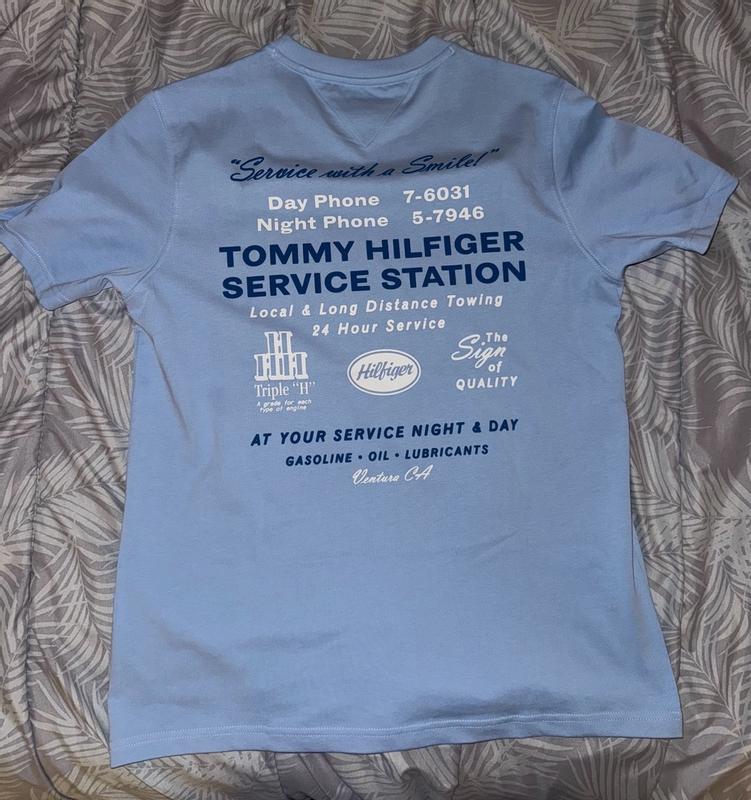 "Service with a Smile!"
Day Phone 7-6031
Night Phone 5-7946
TOMMY HILFIGER
SERVICE STATION
Local & Long Distance Towing
24 Hour Service
H
HH
Triple "H"
A grade for each
type of engine
Hilfiger
The
Sign
of
QUALITY
AT YOUR SERVICE NIGHT & DAY
GASOLINE • OIL • LUBRICANTS
Ventura CA